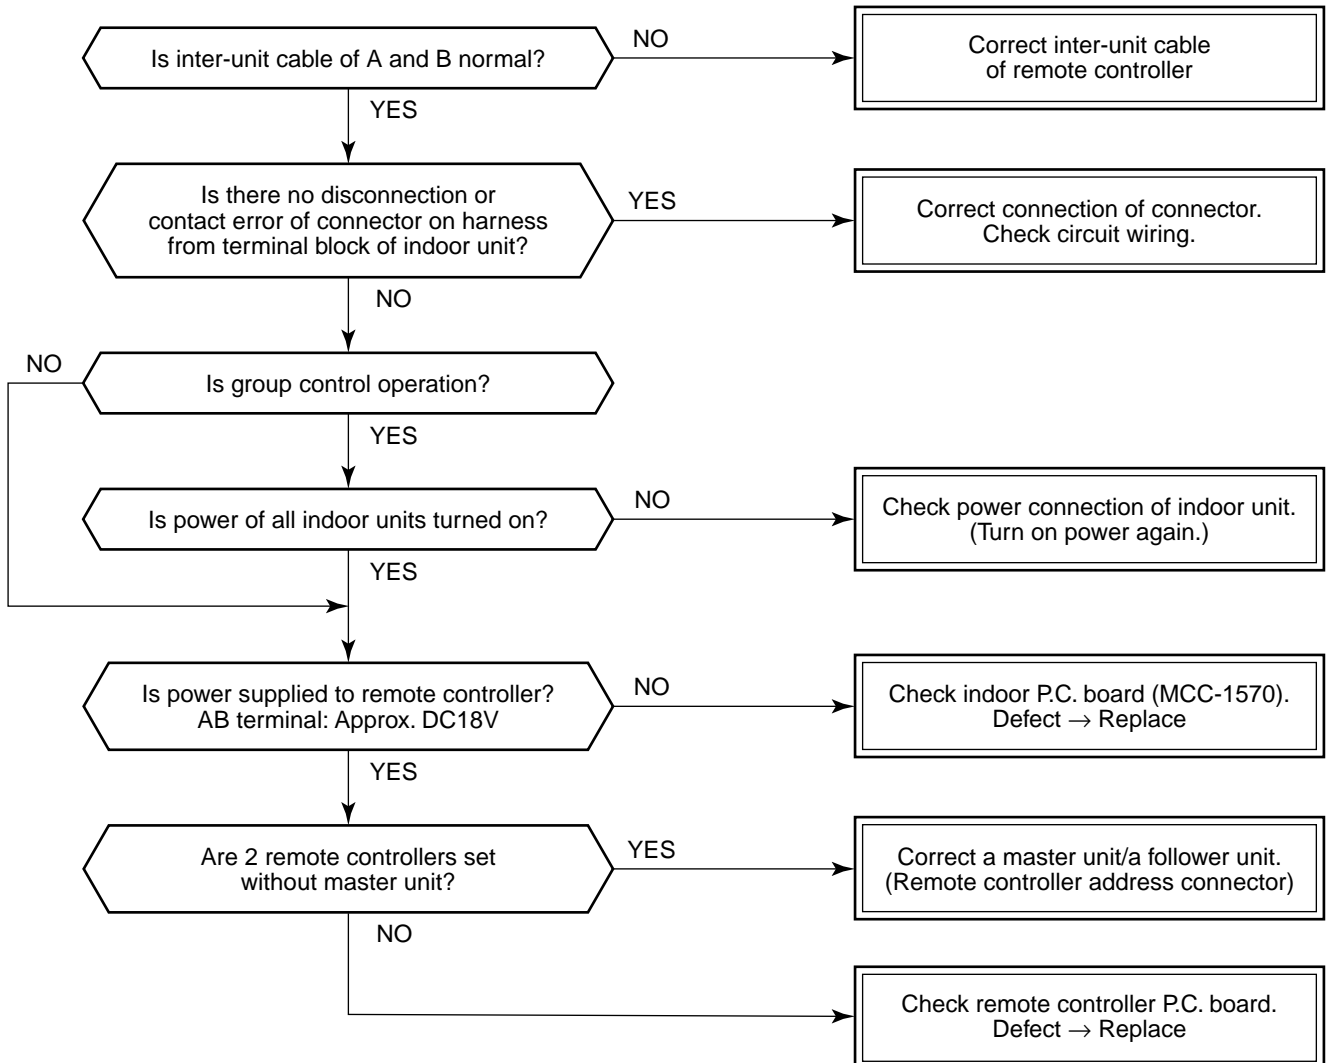 Is inter-unit cable of A and B normal?
NO
Correct inter-unit cable
of remote controller
YES
Is there no disconnection or
contact error of connector on harness
from terminal block of indoor unit?
YES
Correct connection of connector.
Check circuit wiring.
NO
Is group control operation?
NO
YES
Is power of all indoor units turned on?
NO
Check power connection of indoor unit.
(Turn on power again.)
YES
Is power supplied to remote controller?
AB terminal: Approx. DC18V
NO
Check indoor P.C. board (MCC-1570).
Defect → Replace
YES
Are 2 remote controllers set
without master unit?
YES
Correct a master unit/a follower unit.
(Remote controller address connector)
NO
Check remote controller P.C. board.
Defect → Replace